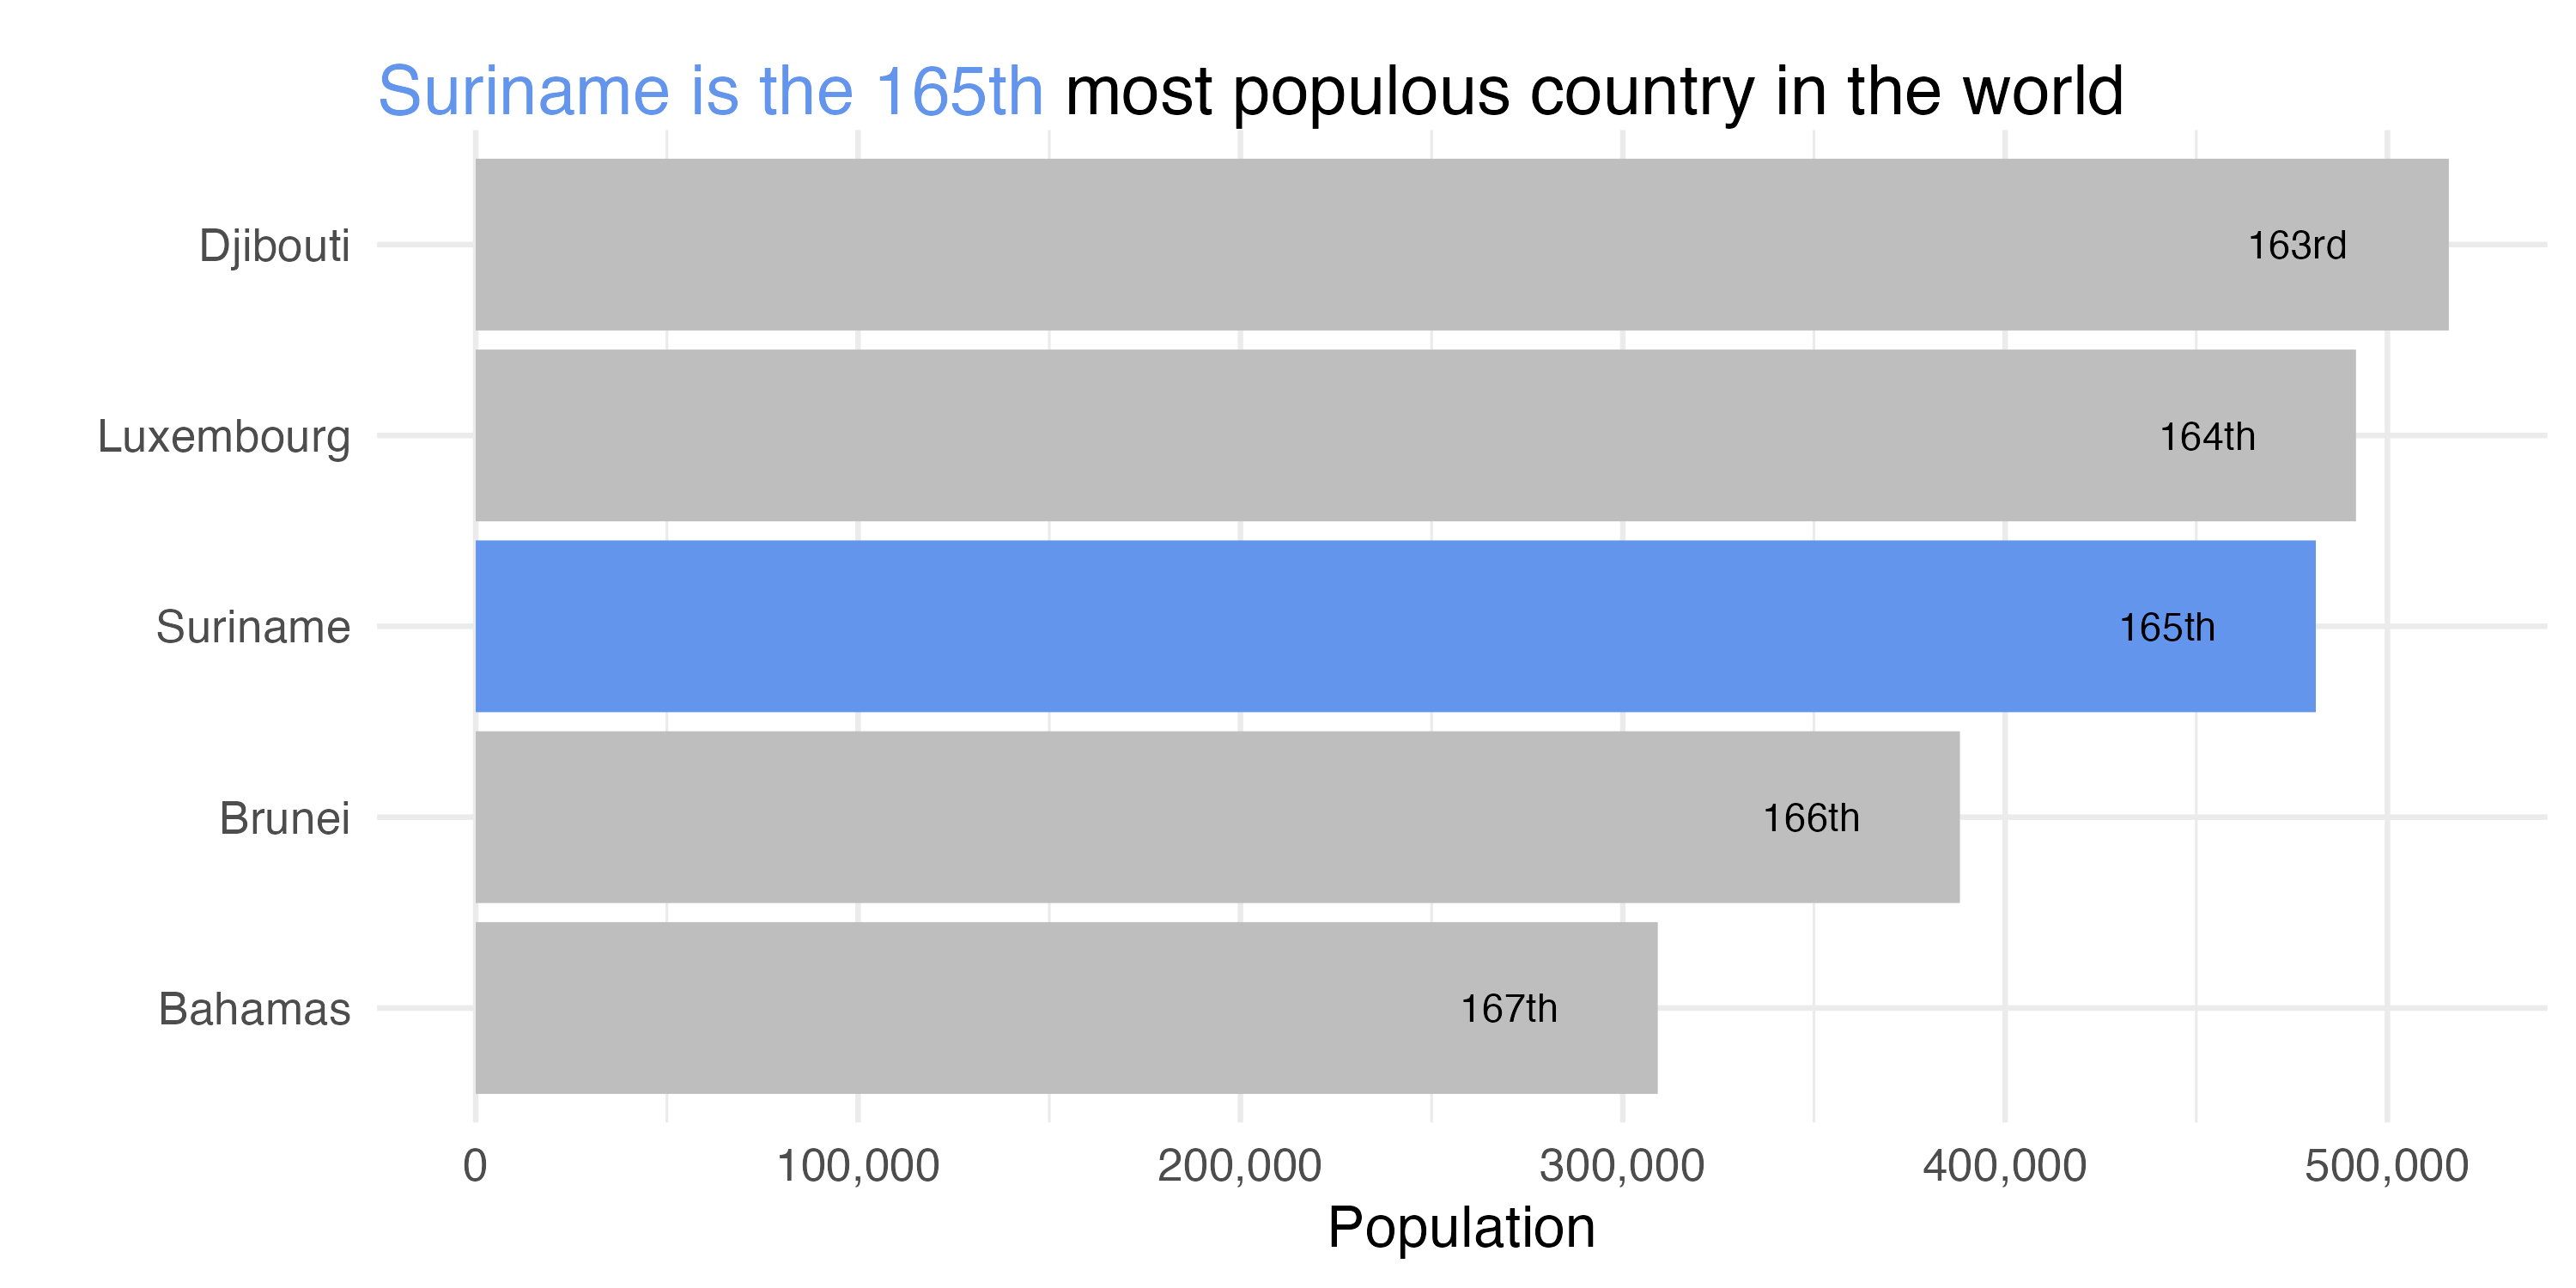 Suriname is the 165th most populous country in the world
Djibouti
163rd
Luxembourg
164th
Suriname
165th
Brunei
166th
Bahamas
167th
0 100,000 200,000 300,000 400,000 500,000
Population